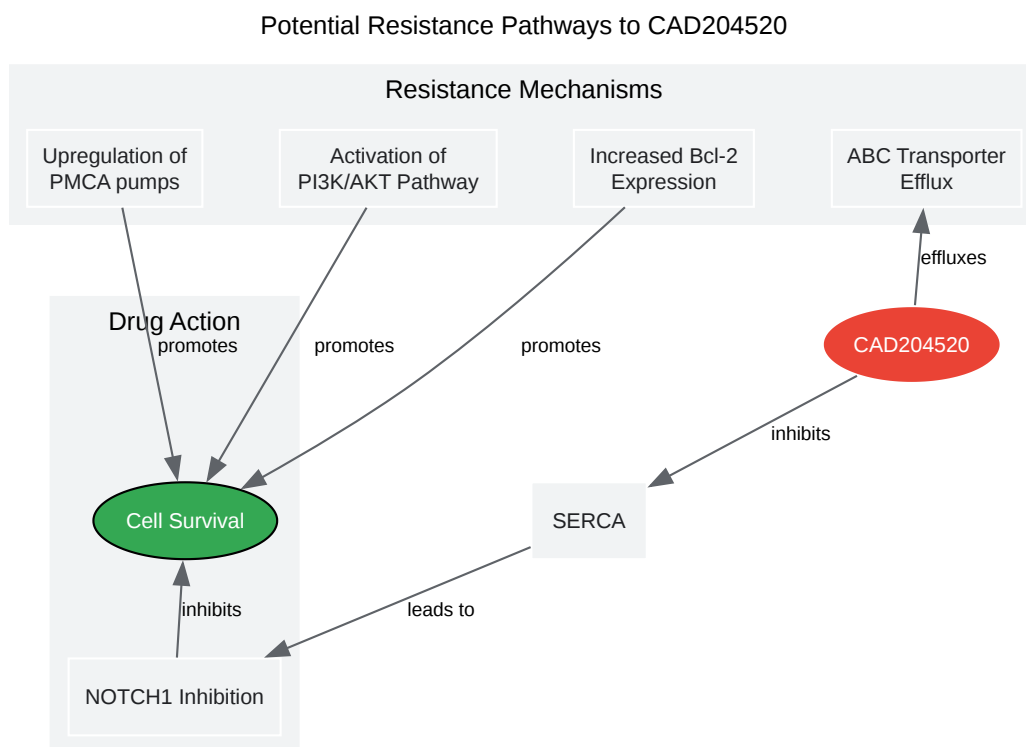 Potential Resistance Pathways to CAD204520
Resistance Mechanisms
Upregulation of
PMCA pumps
Activation of
PI3K/AKT Pathway
Increased Bcl-2
Expression
ABC Transporter
Efflux
effluxes
Drug Action
promotes
promotes
promotes
CAD204520
inhibits
Cell Survival
SERCA
inhibits
leads to
NOTCH1 Inhibition